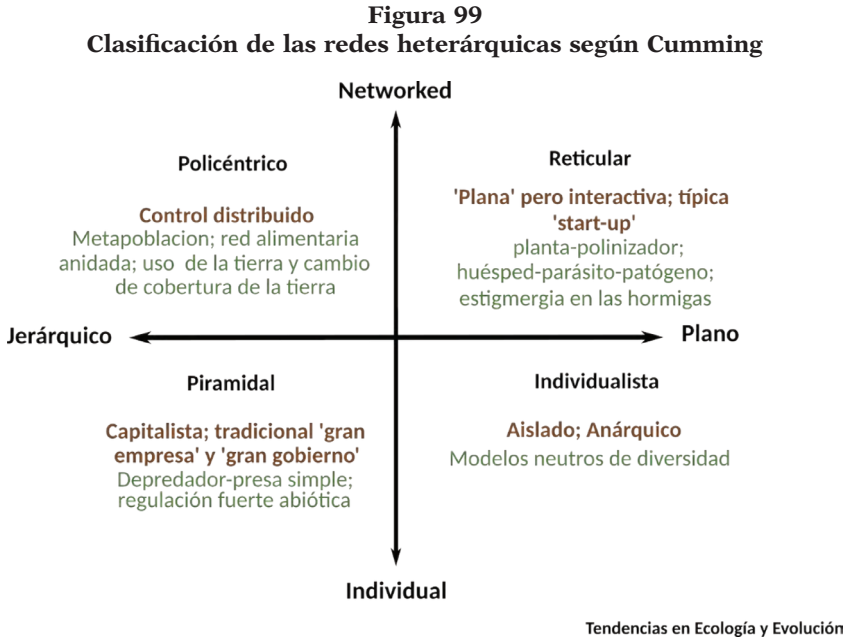 Figura 99
Clasificación de las redes heterárquicas según Cumming
Networked
Policéntrico
Control distribuido
Metapoblacion; red alimentaria
anidada; uso de la tierra y cambio
de cobertura de la tierra
Reticular
'Plana' pero interactiva; típica
'start-up'
planta-polinizador;
huésped-parásito-patógeno;
estigmergia en las hormigas
Jerárquico
Plano
Piramidal
Capitalista; tradicional 'gran
empresa' y 'gran gobierno'
Depredador-presa simple;
regulación fuerte abiótica
Individualista
Aislado; Anárquico
Modelos neutros de diversidad
Individual
Tendencias en Ecología y Evolución